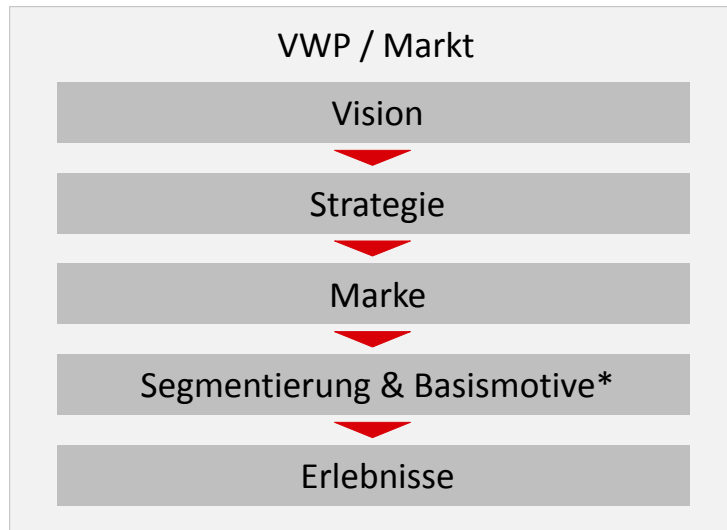 VWP / Markt
Vision
Strategie
Marke
Segmentierung & Basismotive*
Erlebnisse